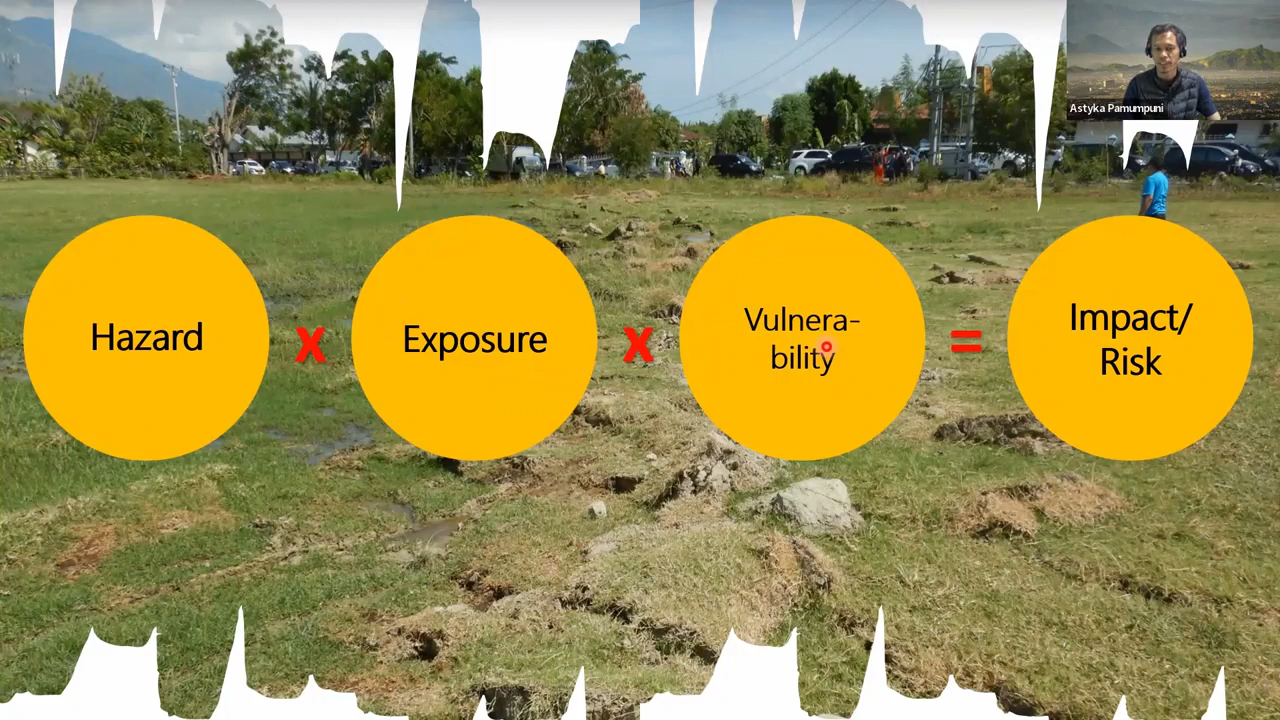 Astyka Pamumpuni
Hazard
x
Exposure
x
Vulnera-
bility
=
Impact/
Risk